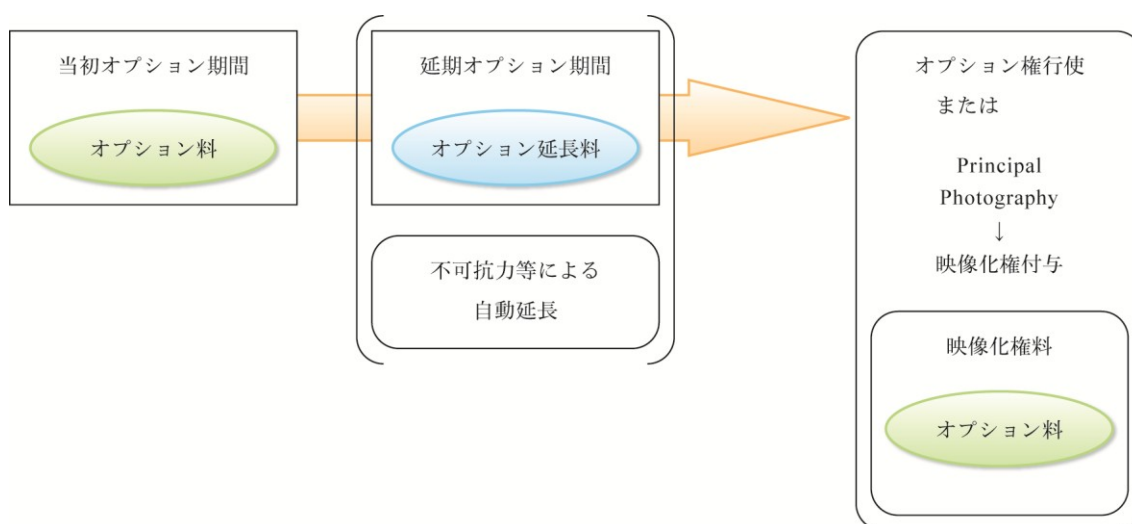 当初オプション期間
オプション料
延期オプション期間
オプション延長料
不可抗力等による
自動延長
オプション権行使
または
Principal
Photography
↓
映像化権付与
映像化権料
オプション料